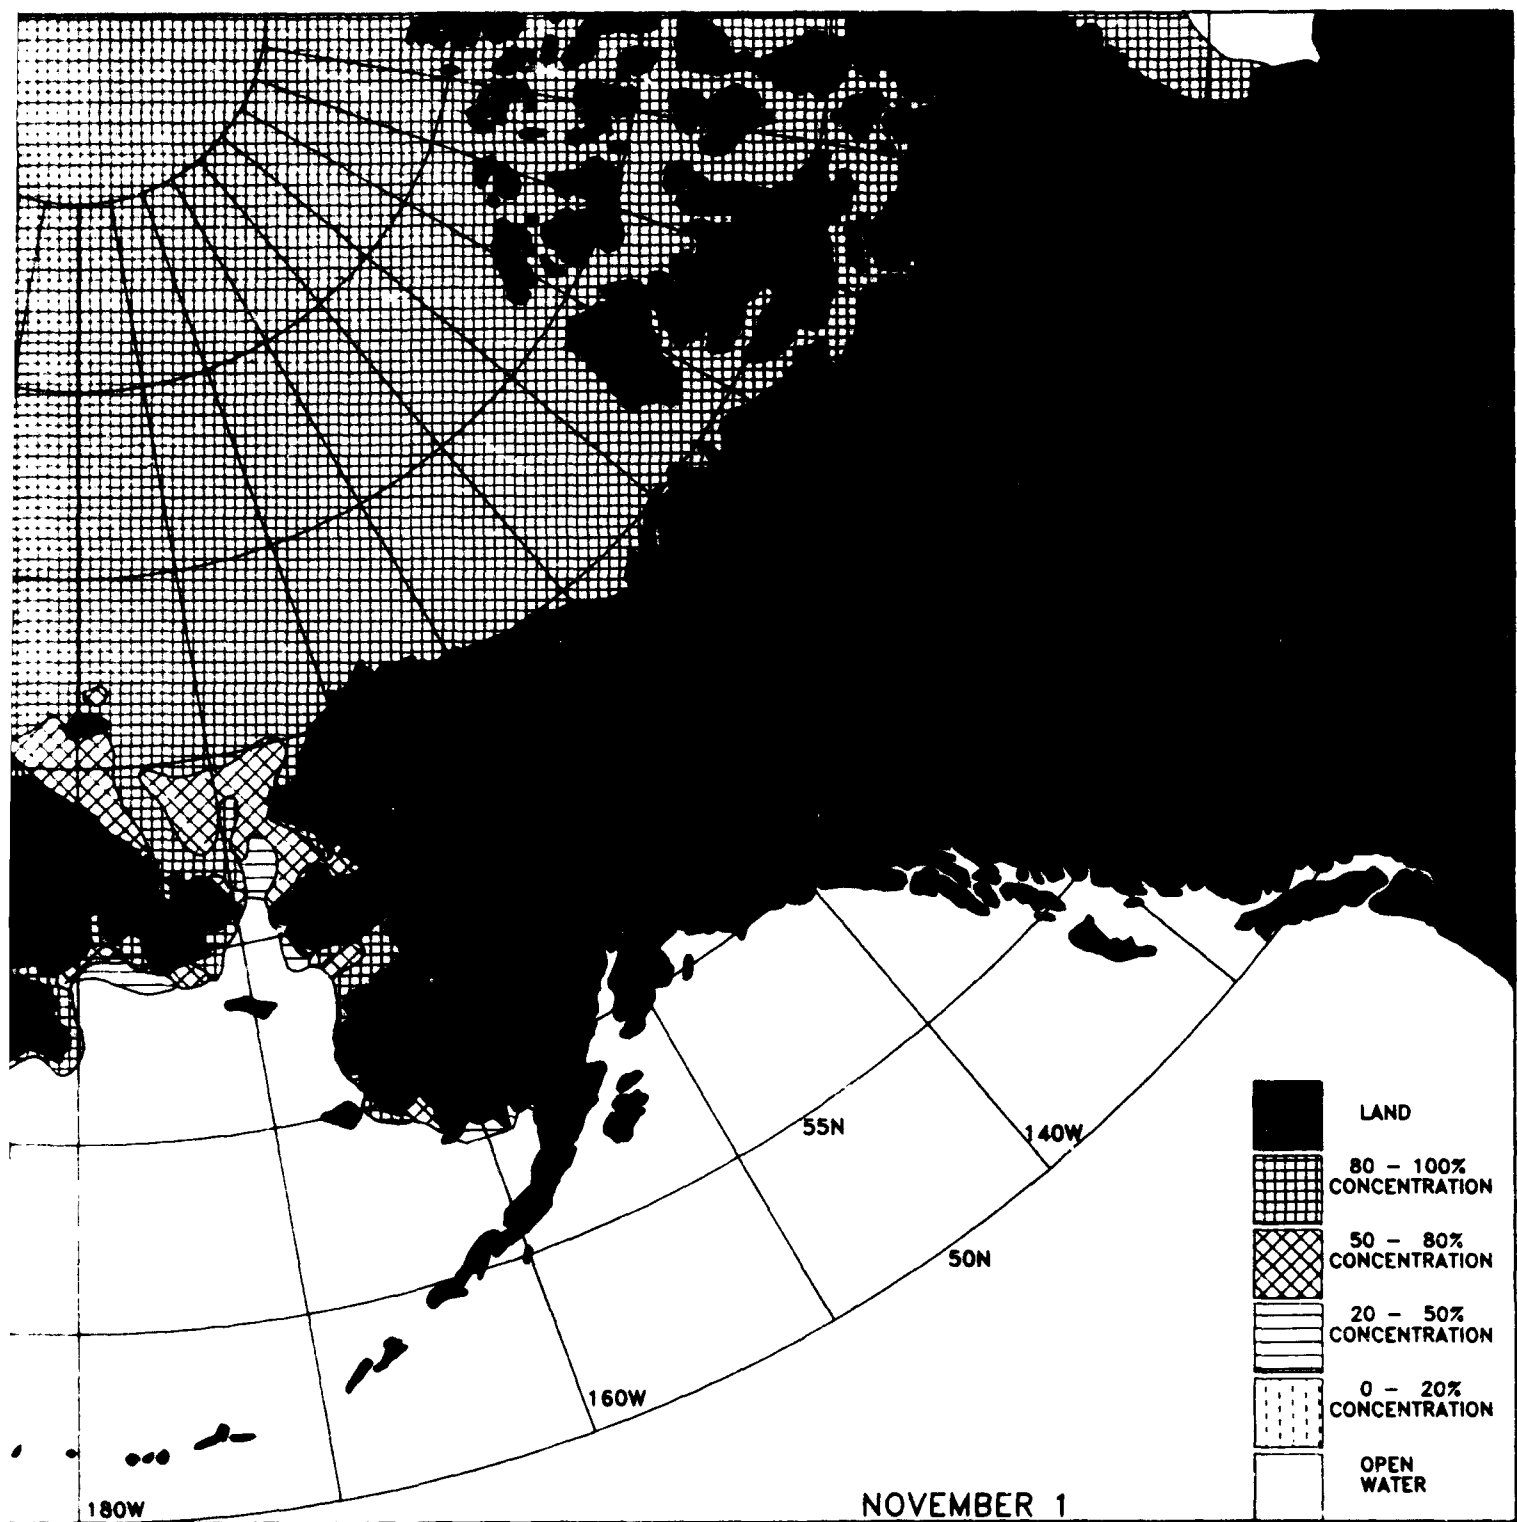 55N
140W
50N
160W
180W
NOVEMBER 1
LAND
80 – 100%
CONCENTRATION
50 – 80%
CONCENTRATION
20 – 50%
CONCENTRATION
0 – 20%
CONCENTRATION
OPEN
WATER